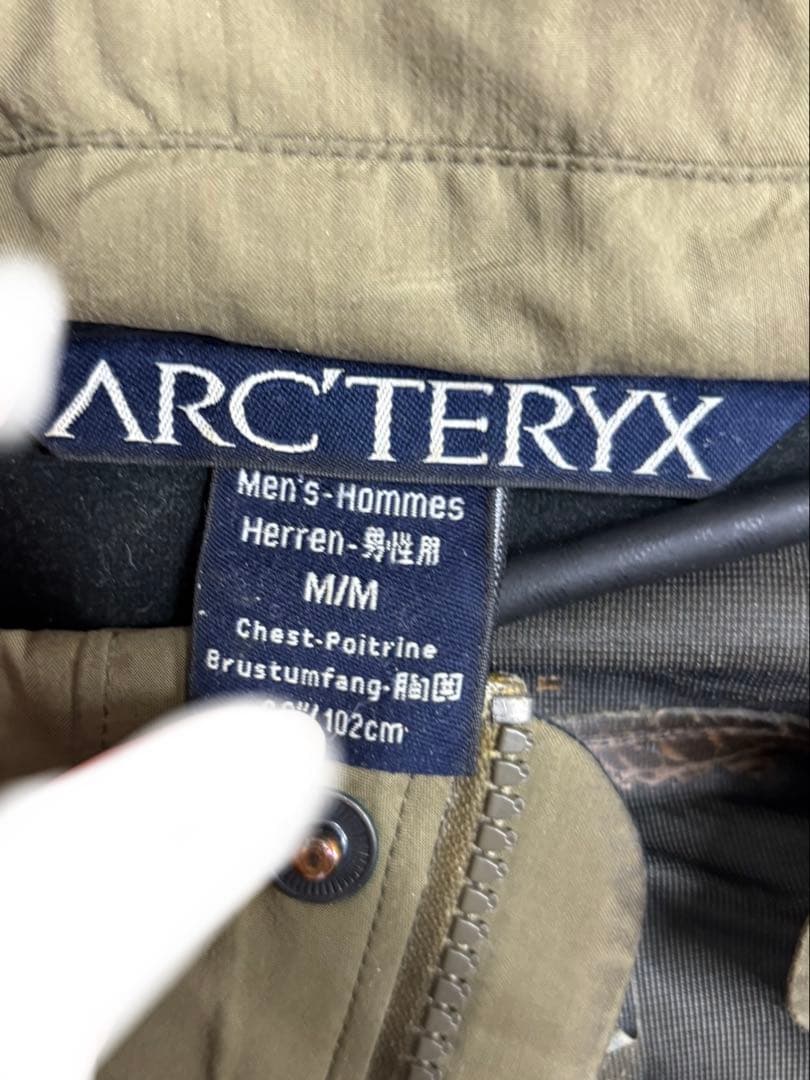 ARC'TERYX
Men's-Hommes
Herren-男性用
M/M
Chest-Poitrine
Brustumfang-胸囲
102cm